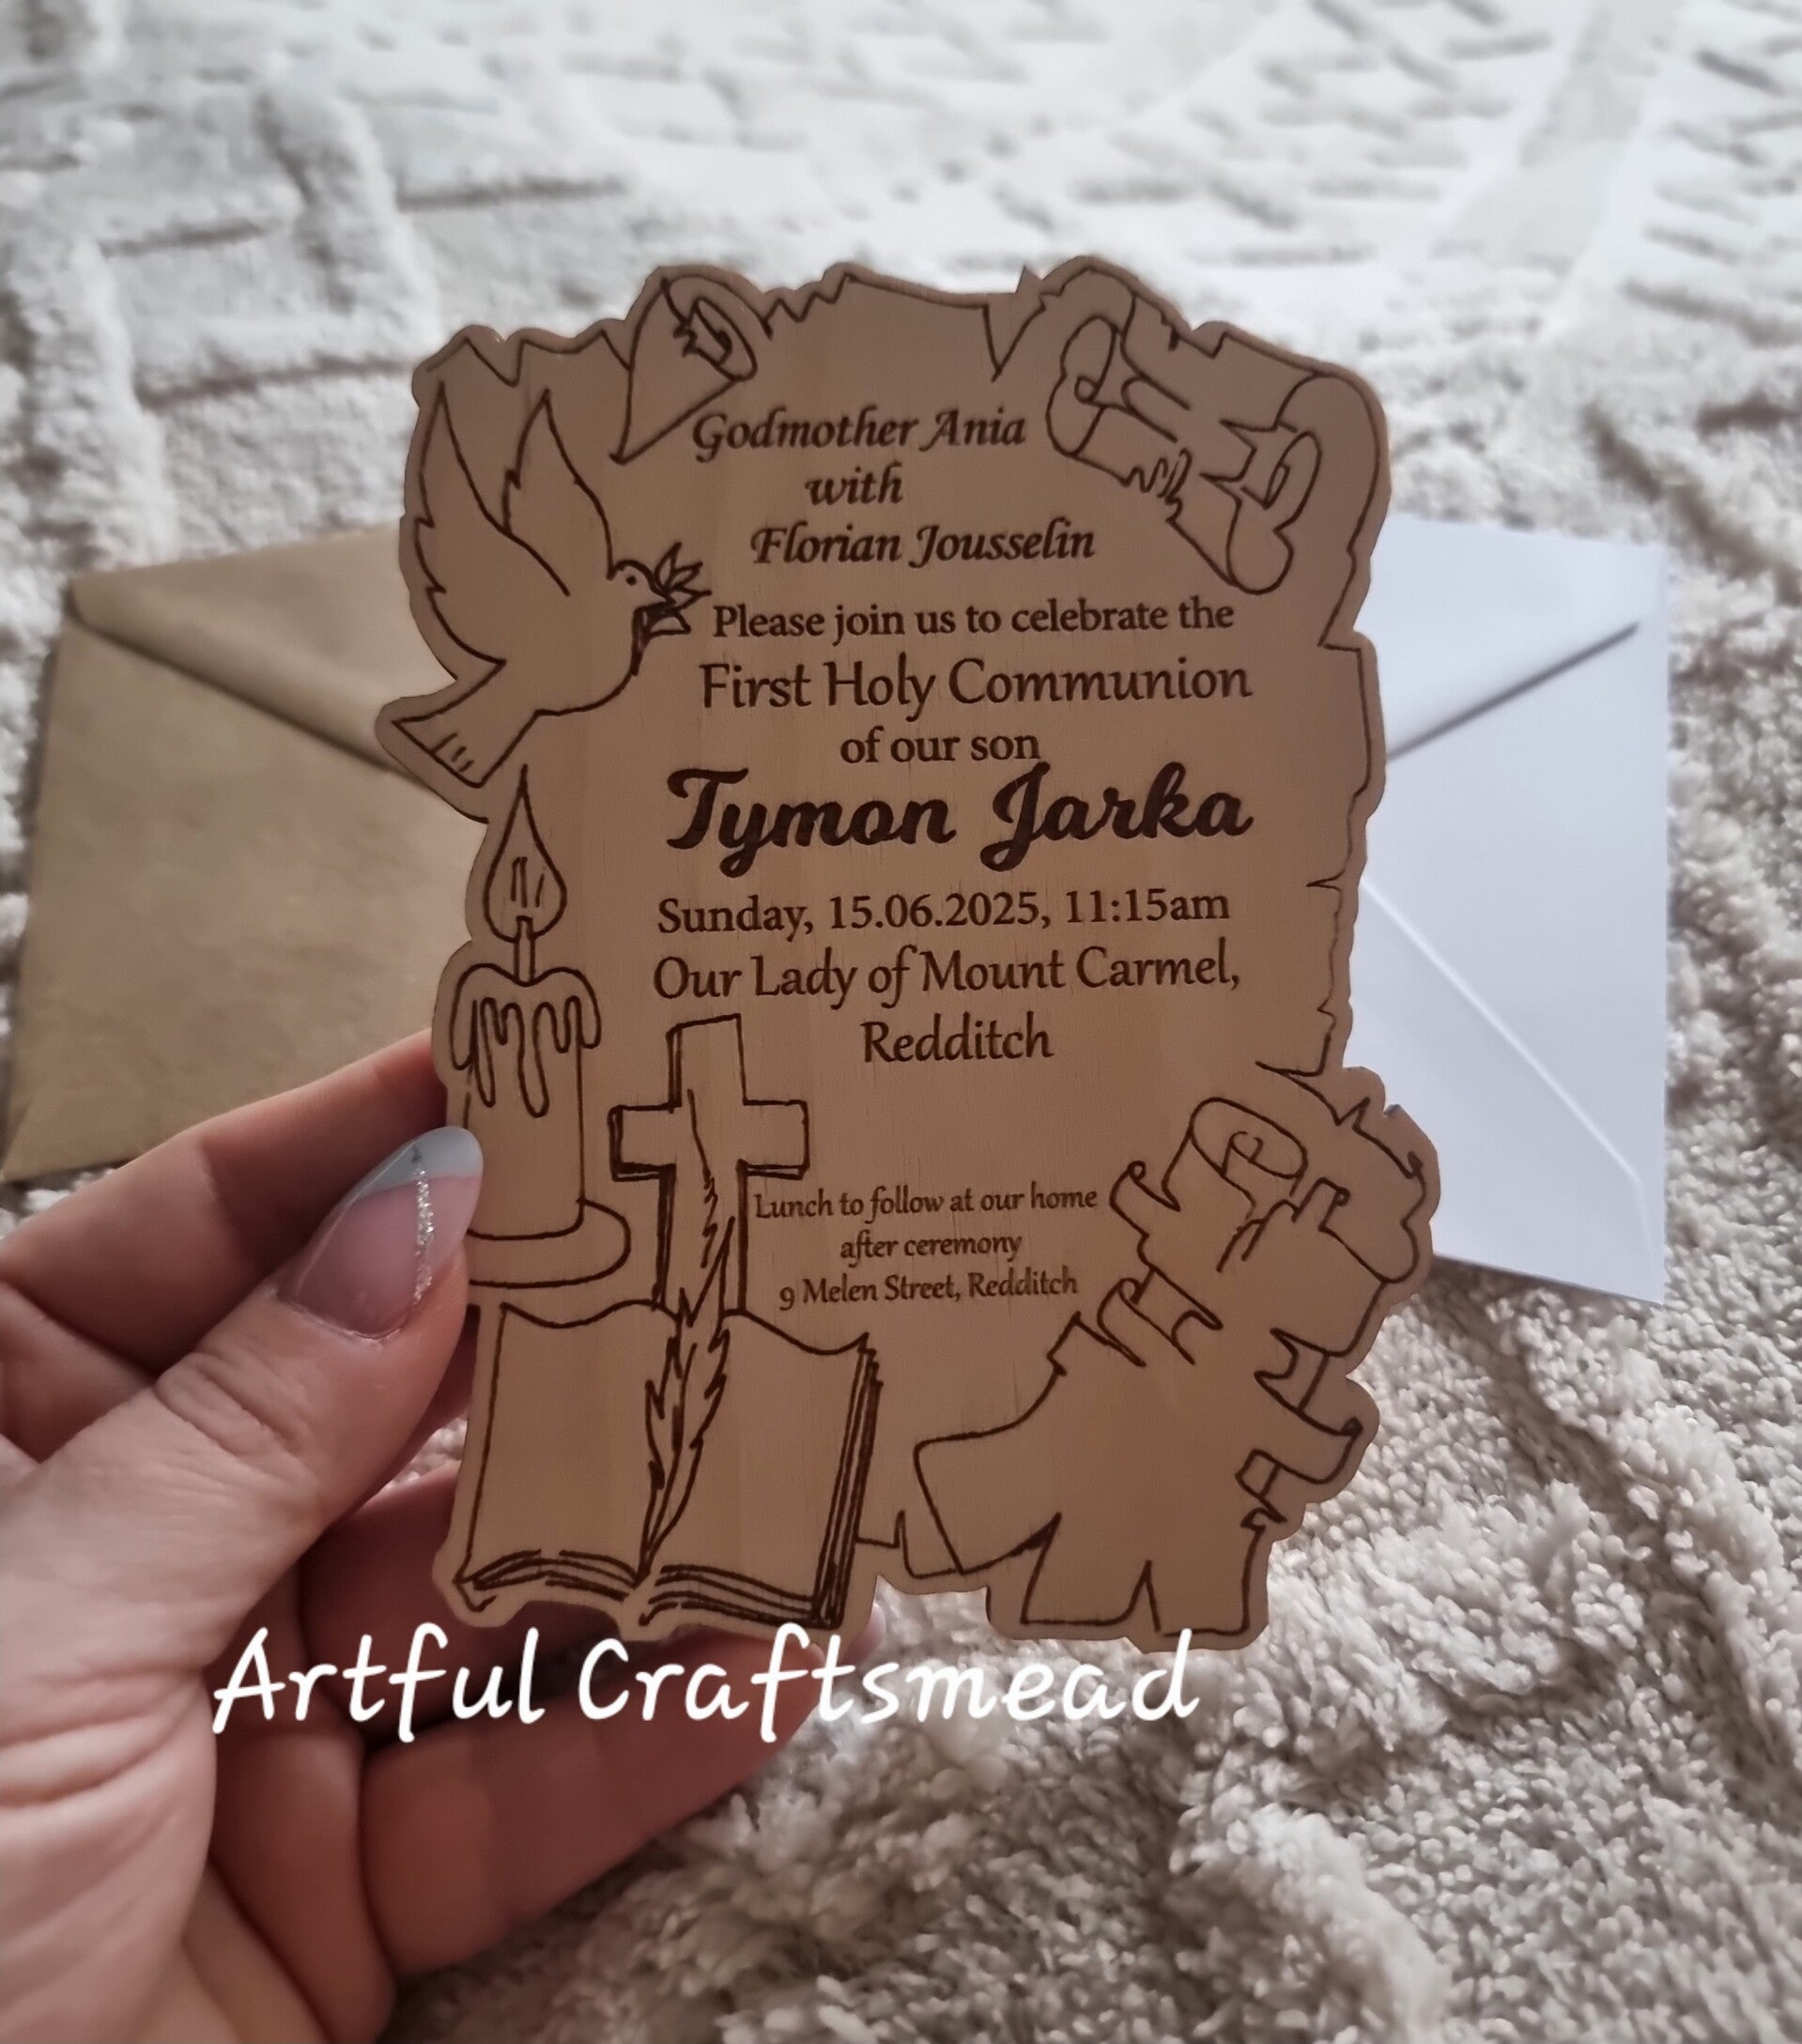 Godmother Ania
with
Florian Jousselin
Please join us to celebrate the
First Holy Communion
of our son
Tymon Jarka
Sunday, 15.06.2025, 11:15am
Our Lady of Mount Carmel,
Redditch
Lunch to follow at our home
after ceremony
9 Melen Street, Redditch
Artful Craftsmead